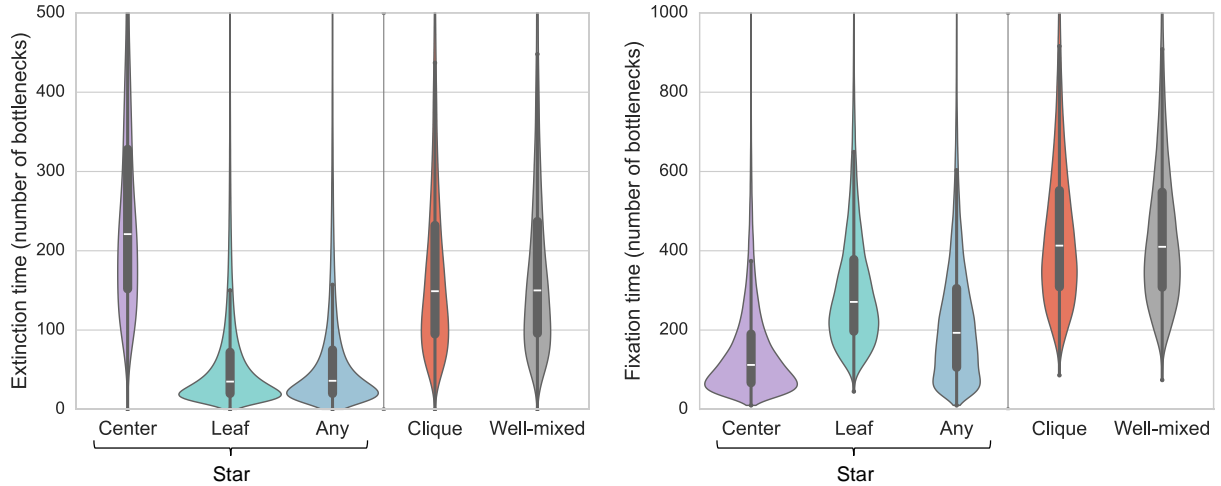 Extinction time (number of bottlenecks)
500
400
300
200
100
0
Center Leaf Any Clique Well-mixed
Star
Fixation time (number of bottlenecks)
1000
800
600
400
200
0
Center Leaf Any Clique Well-mixed
Star